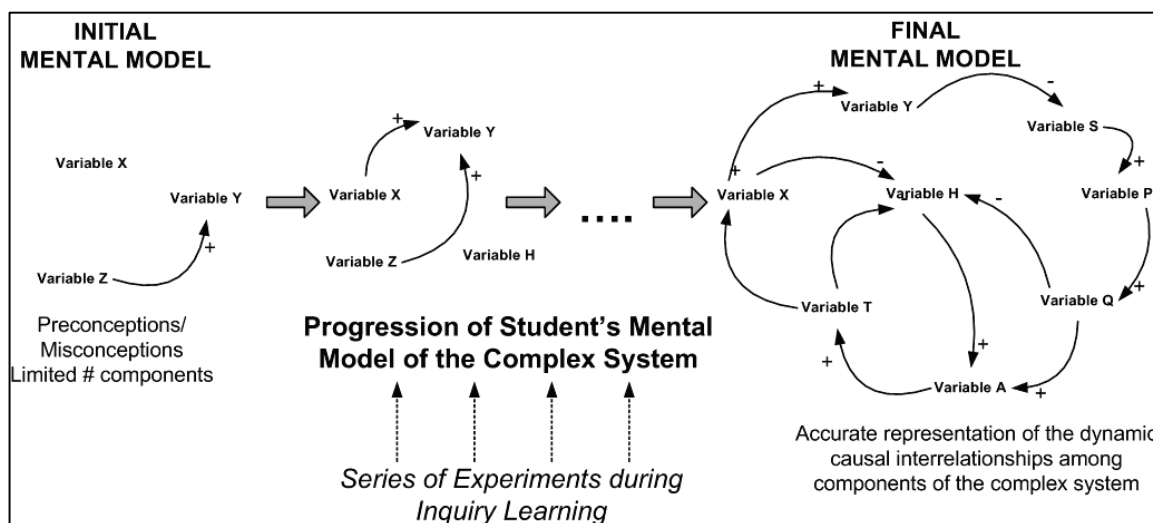 INITIAL
MENTAL MODEL
Variable X
Variable Y
+
Variable Z
Preconceptions/
Misconceptions
Limited # components
+
Variable Y
Variable X
+
Variable Z
Variable H
....
Progression of Student's Mental
Model of the Complex System
Series of Experiments during
Inquiry Learning
FINAL
MENTAL MODEL
+
Variable Y
-
Variable S
+
+
Variable X
-
Variable H
-
-
Variable P
Variable T
Variable Q
+
+
+
Variable A
+
Accurate representation of the dynamic
causal interrelationships among
components of the complex system